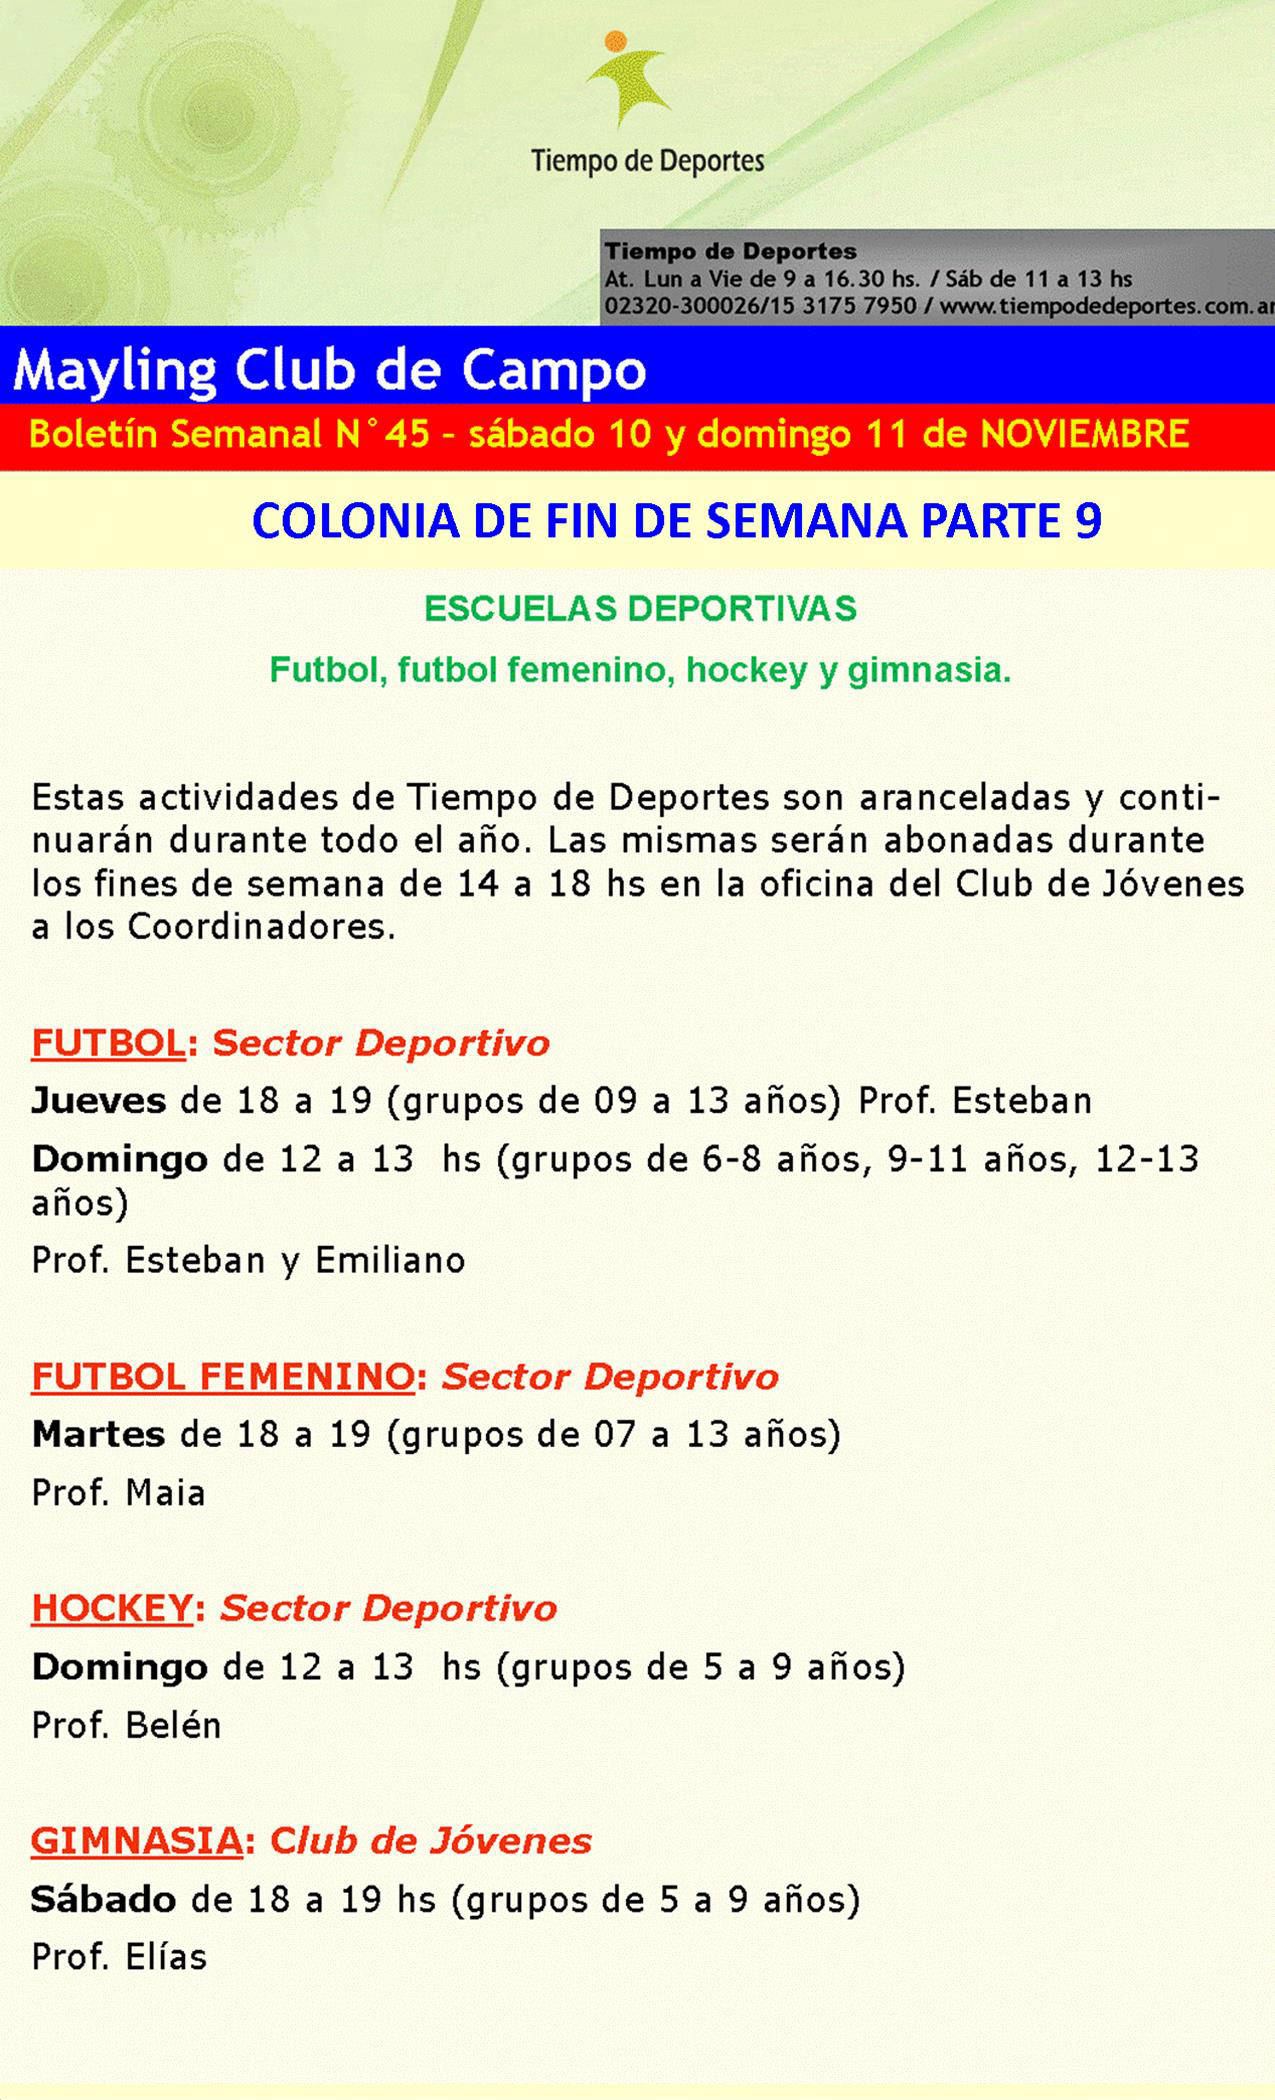 Tiempo de Deportes
Tiempo de Deportes
At. Lun a Vie de 9 a 16.30 hs. / Sáb de 11 a 13 hs
02320-300026/15 3175 7950 / www.tiempodedeportes.com.ar
Mayling Club de Campo
Boletín Semanal N°45 – sábado 10 y domingo 11 de NOVIEMBRE
COLONIA DE FIN DE SEMANA PARTE 9
ESCUELAS DEPORTIVAS
Futbol, futbol femenino, hockey y gimnasia.
Estas actividades de Tiempo de Deportes son aranceladas y conti-
nuarán durante todo el año. Las mismas serán abonadas durante
los fines de semana de 14 a 18 hs en la oficina del Club de Jóvenes
a los Coordinadores.
FUTBOL: Sector Deportivo
Jueves de 18 a 19 (grupos de 09 a 13 años) Prof. Esteban
Domingo de 12 a 13  hs (grupos de 6-8 años, 9-11 años, 12-13
años)
Prof. Esteban y Emiliano
FUTBOL FEMENINO: Sector Deportivo
Martes de 18 a 19 (grupos de 07 a 13 años)
Prof. Maia
HOCKEY: Sector Deportivo
Domingo de 12 a 13  hs (grupos de 5 a 9 años)
Prof. Belén
GIMNASIA: Club de Jóvenes
Sábado de 18 a 19 hs (grupos de 5 a 9 años)
Prof. Elías